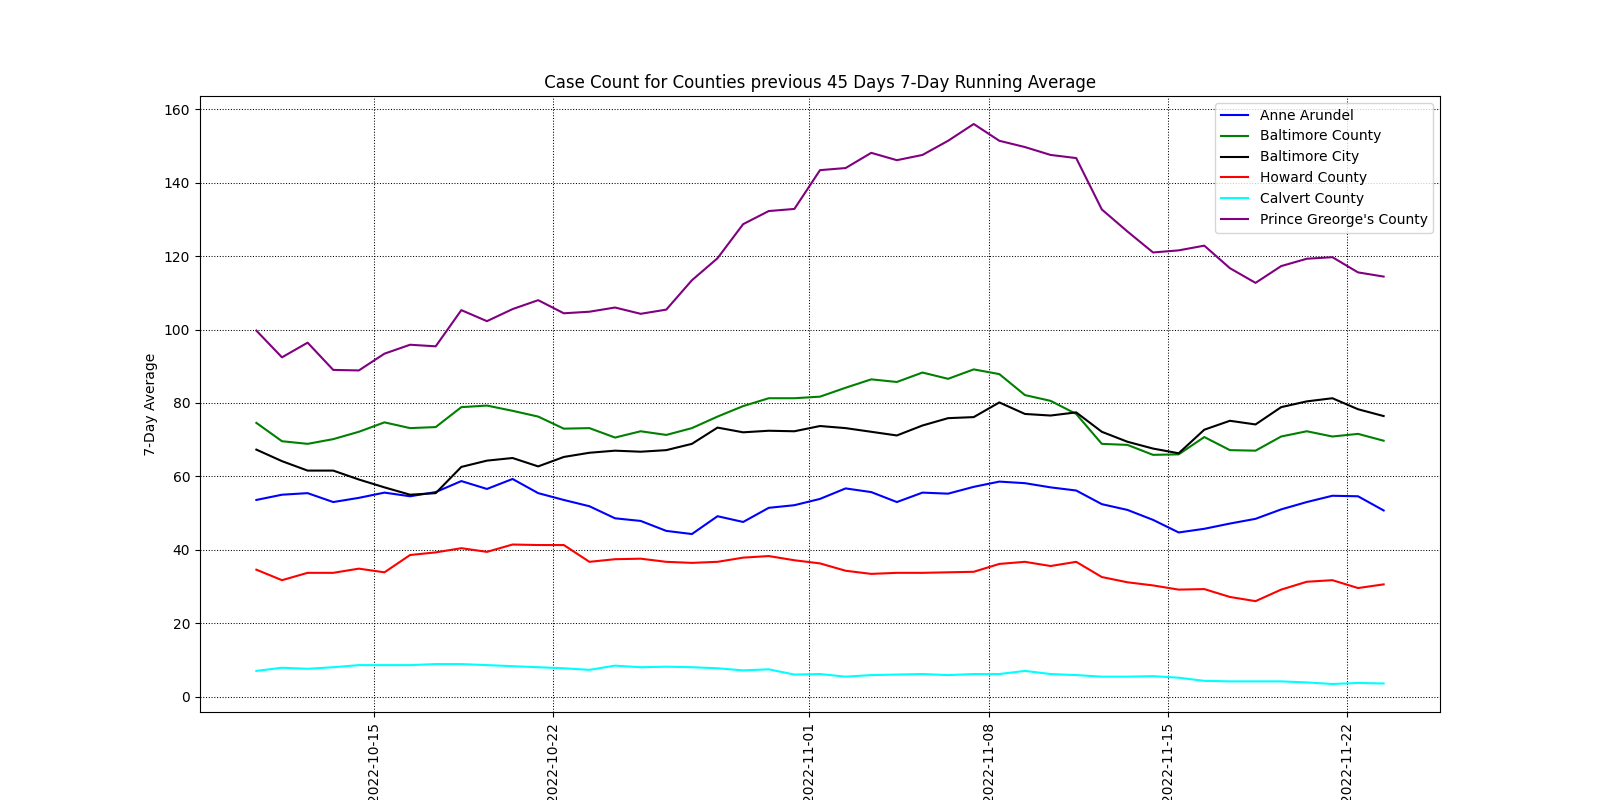 Case Count for Counties previous 45 Days 7-Day Running Average
160
140
120
100
80
60
40
20
0
7-Day Average
Anne Arundel
Baltimore County
Baltimore City
Howard County
Calvert County
Prince Greorge's County
2022-10-15
2022-10-22
2022-11-01
2022-11-08
2022-11-15
2022-11-22